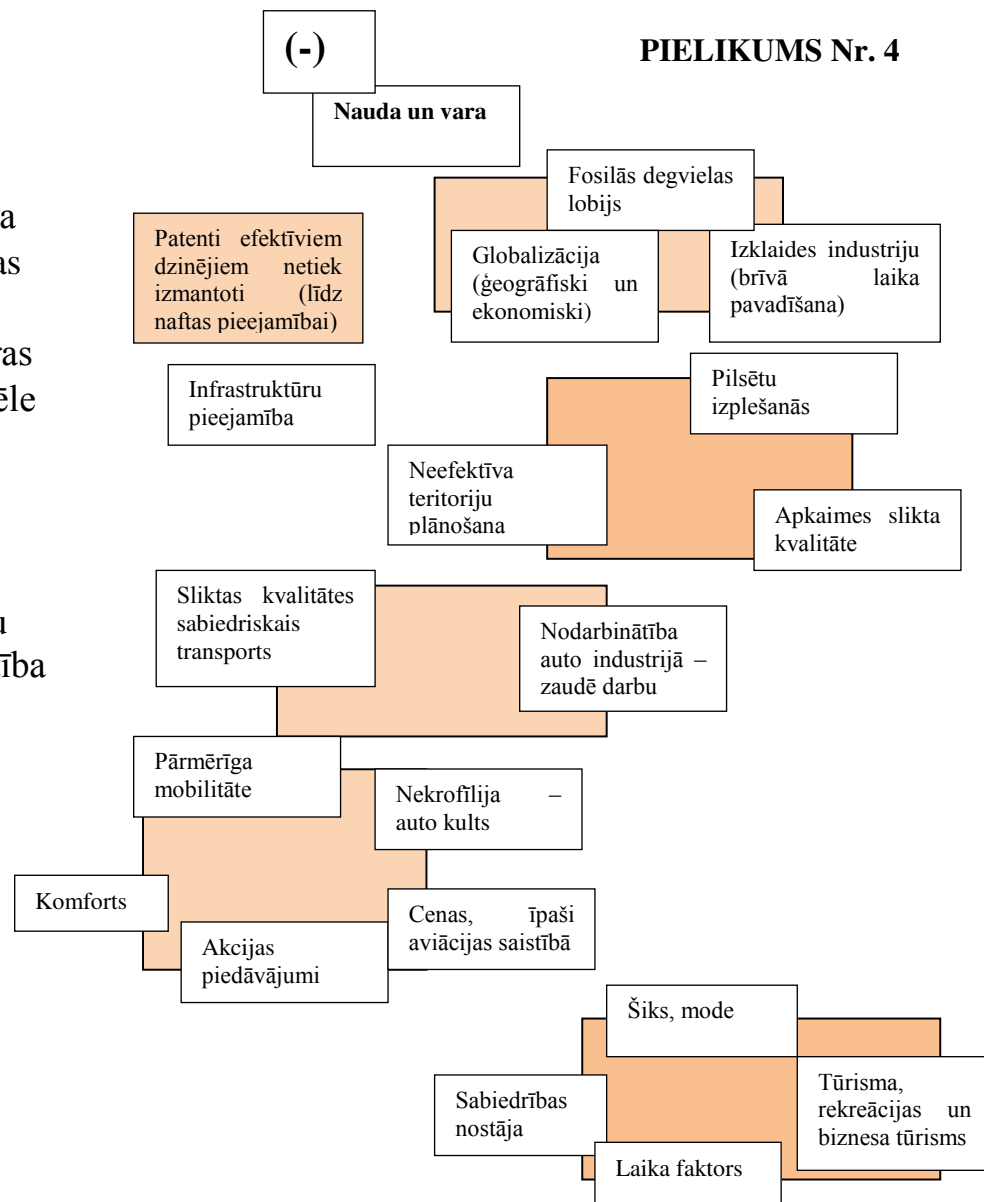 (-)
PIELIKUMS Nr. 4
Nauda un vara
Fosilās degvielas
lobijs
Patenti efektīviem
dzinējiem netiek
izmantoti (līdz
naftas pieejamībai)
Globalizācija
(ģeogrāfiski un
ekonomiski)
Izklaides industriju
(brīvā laika
pavadīšana)
Infrastruktūru
pieejamība
Pilsētu
izplešanās
Neefektīva
teritoriju
plānošana
Apkaimes slikta
kvalitāte
Sliktas kvalitātes
sabiedriskais
transports
Nodarbinātība
auto industrijā –
zaudē darbu
Pārmērīga
mobilitāte
Nekrofīlija –
auto kults
Komforts
Cenas, īpaši
aviācijas saistībā
Akcijas
piedāvājumi
Šiks, mode
Sabiedrības
nostāja
Tūrisma,
rekreācijas un
biznesa tūrisms
Laika faktors